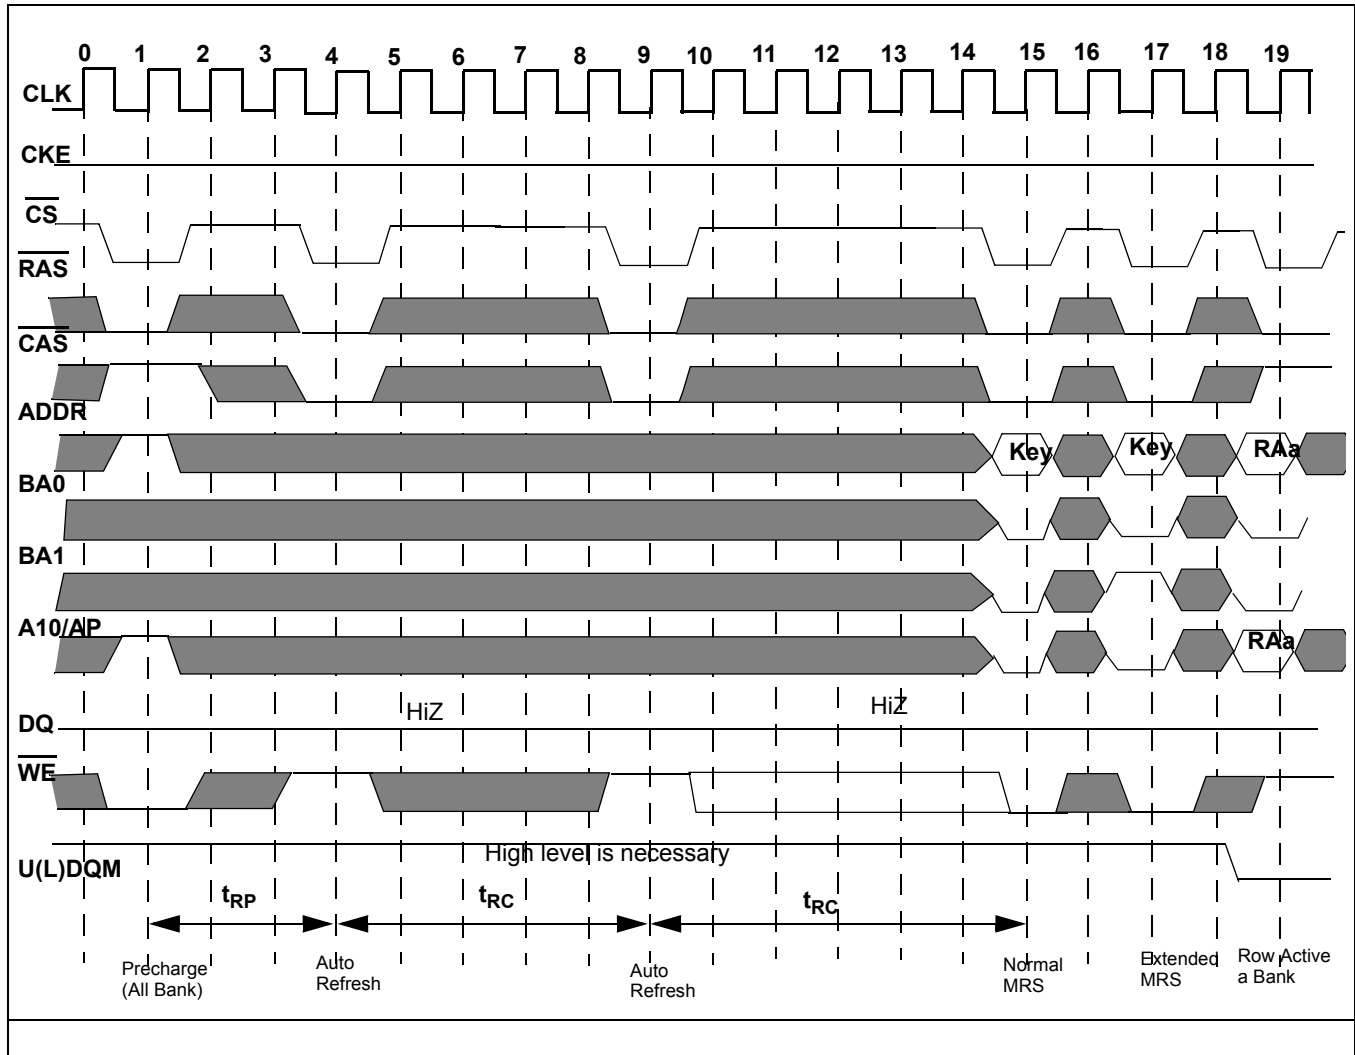 0 1 2 3 4 5 6 7 8 9 10 11 12 13 14 15 16 17 18 19
CLK
CKE
CS
RAS
CAS
ADDR
Key Key RAa
BA0
BA1
A10/AP
RAa
HiZ HiZ
DQ
WE
High level is necessary
U(L)DQM
tRP tRC tRC
Precharge
(All Bank)
Auto
Refresh
Auto
Refresh
Normal
MRS
Extended
MRS
Row Active
a Bank